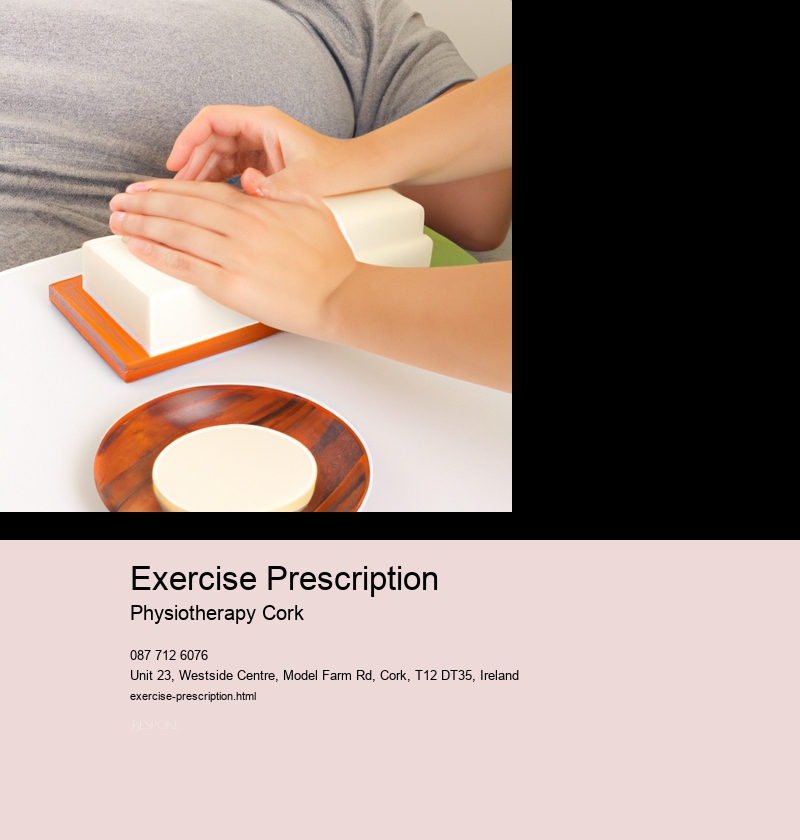 Exercise Prescription
Physiotherapy Cork
087 712 6076
Unit 23, Westside Centre, Model Farm Rd, Cork, T12 DT35, Ireland
exercise-prescription.html